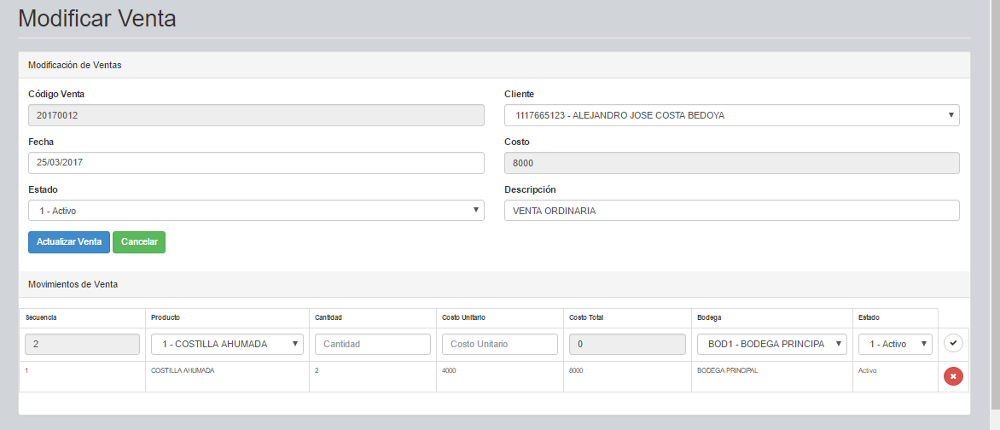 Modificar Venta
Modificación de Ventas
Código Venta Cliente
20170012 1117665123 - ALEJANDRO JOSE COSTA BEDOYA
Fecha Costo
25/03/2017 8000
Estado Descripción
1 - Activo VENTA ORDINARIA
Actualizar Venta Cancelar
Movimientos de Venta
Secuencia Producto Cantidad Costo Unitario Costo Total Bodega Estado
2 1 - COSTILLA AHUMADA Cantidad Costo Unitario 0 BOD1 - BODEGA PRINCIPA 1 - Activo
1 COSTILLA AHUMADA 2 4000 8000 BODEGA PRINCIPAL Activo